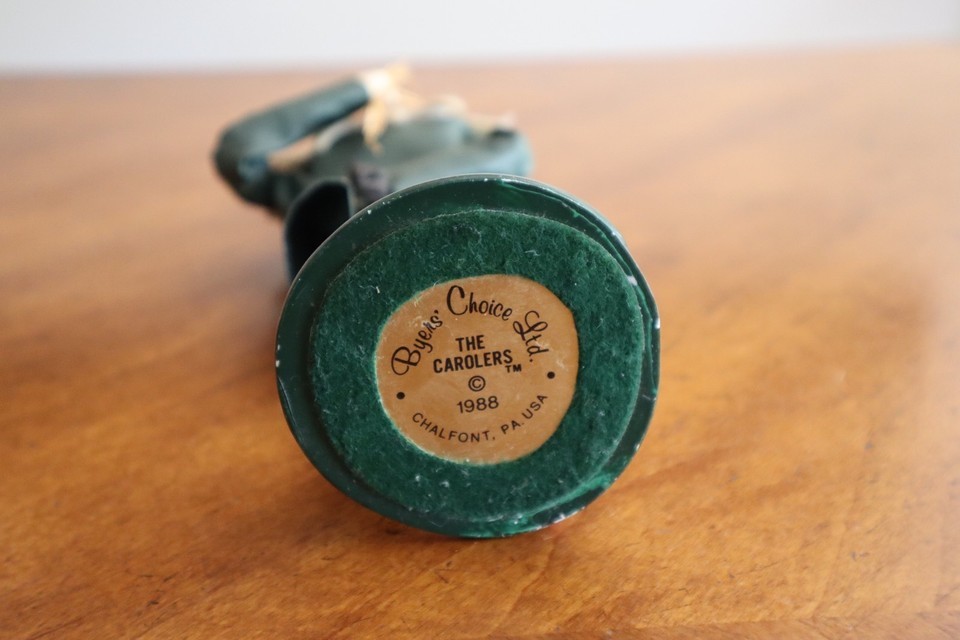 Byers' Choice Ltd.
THE
CAROLERS™
©
1988
CHALFONT, PA. USA